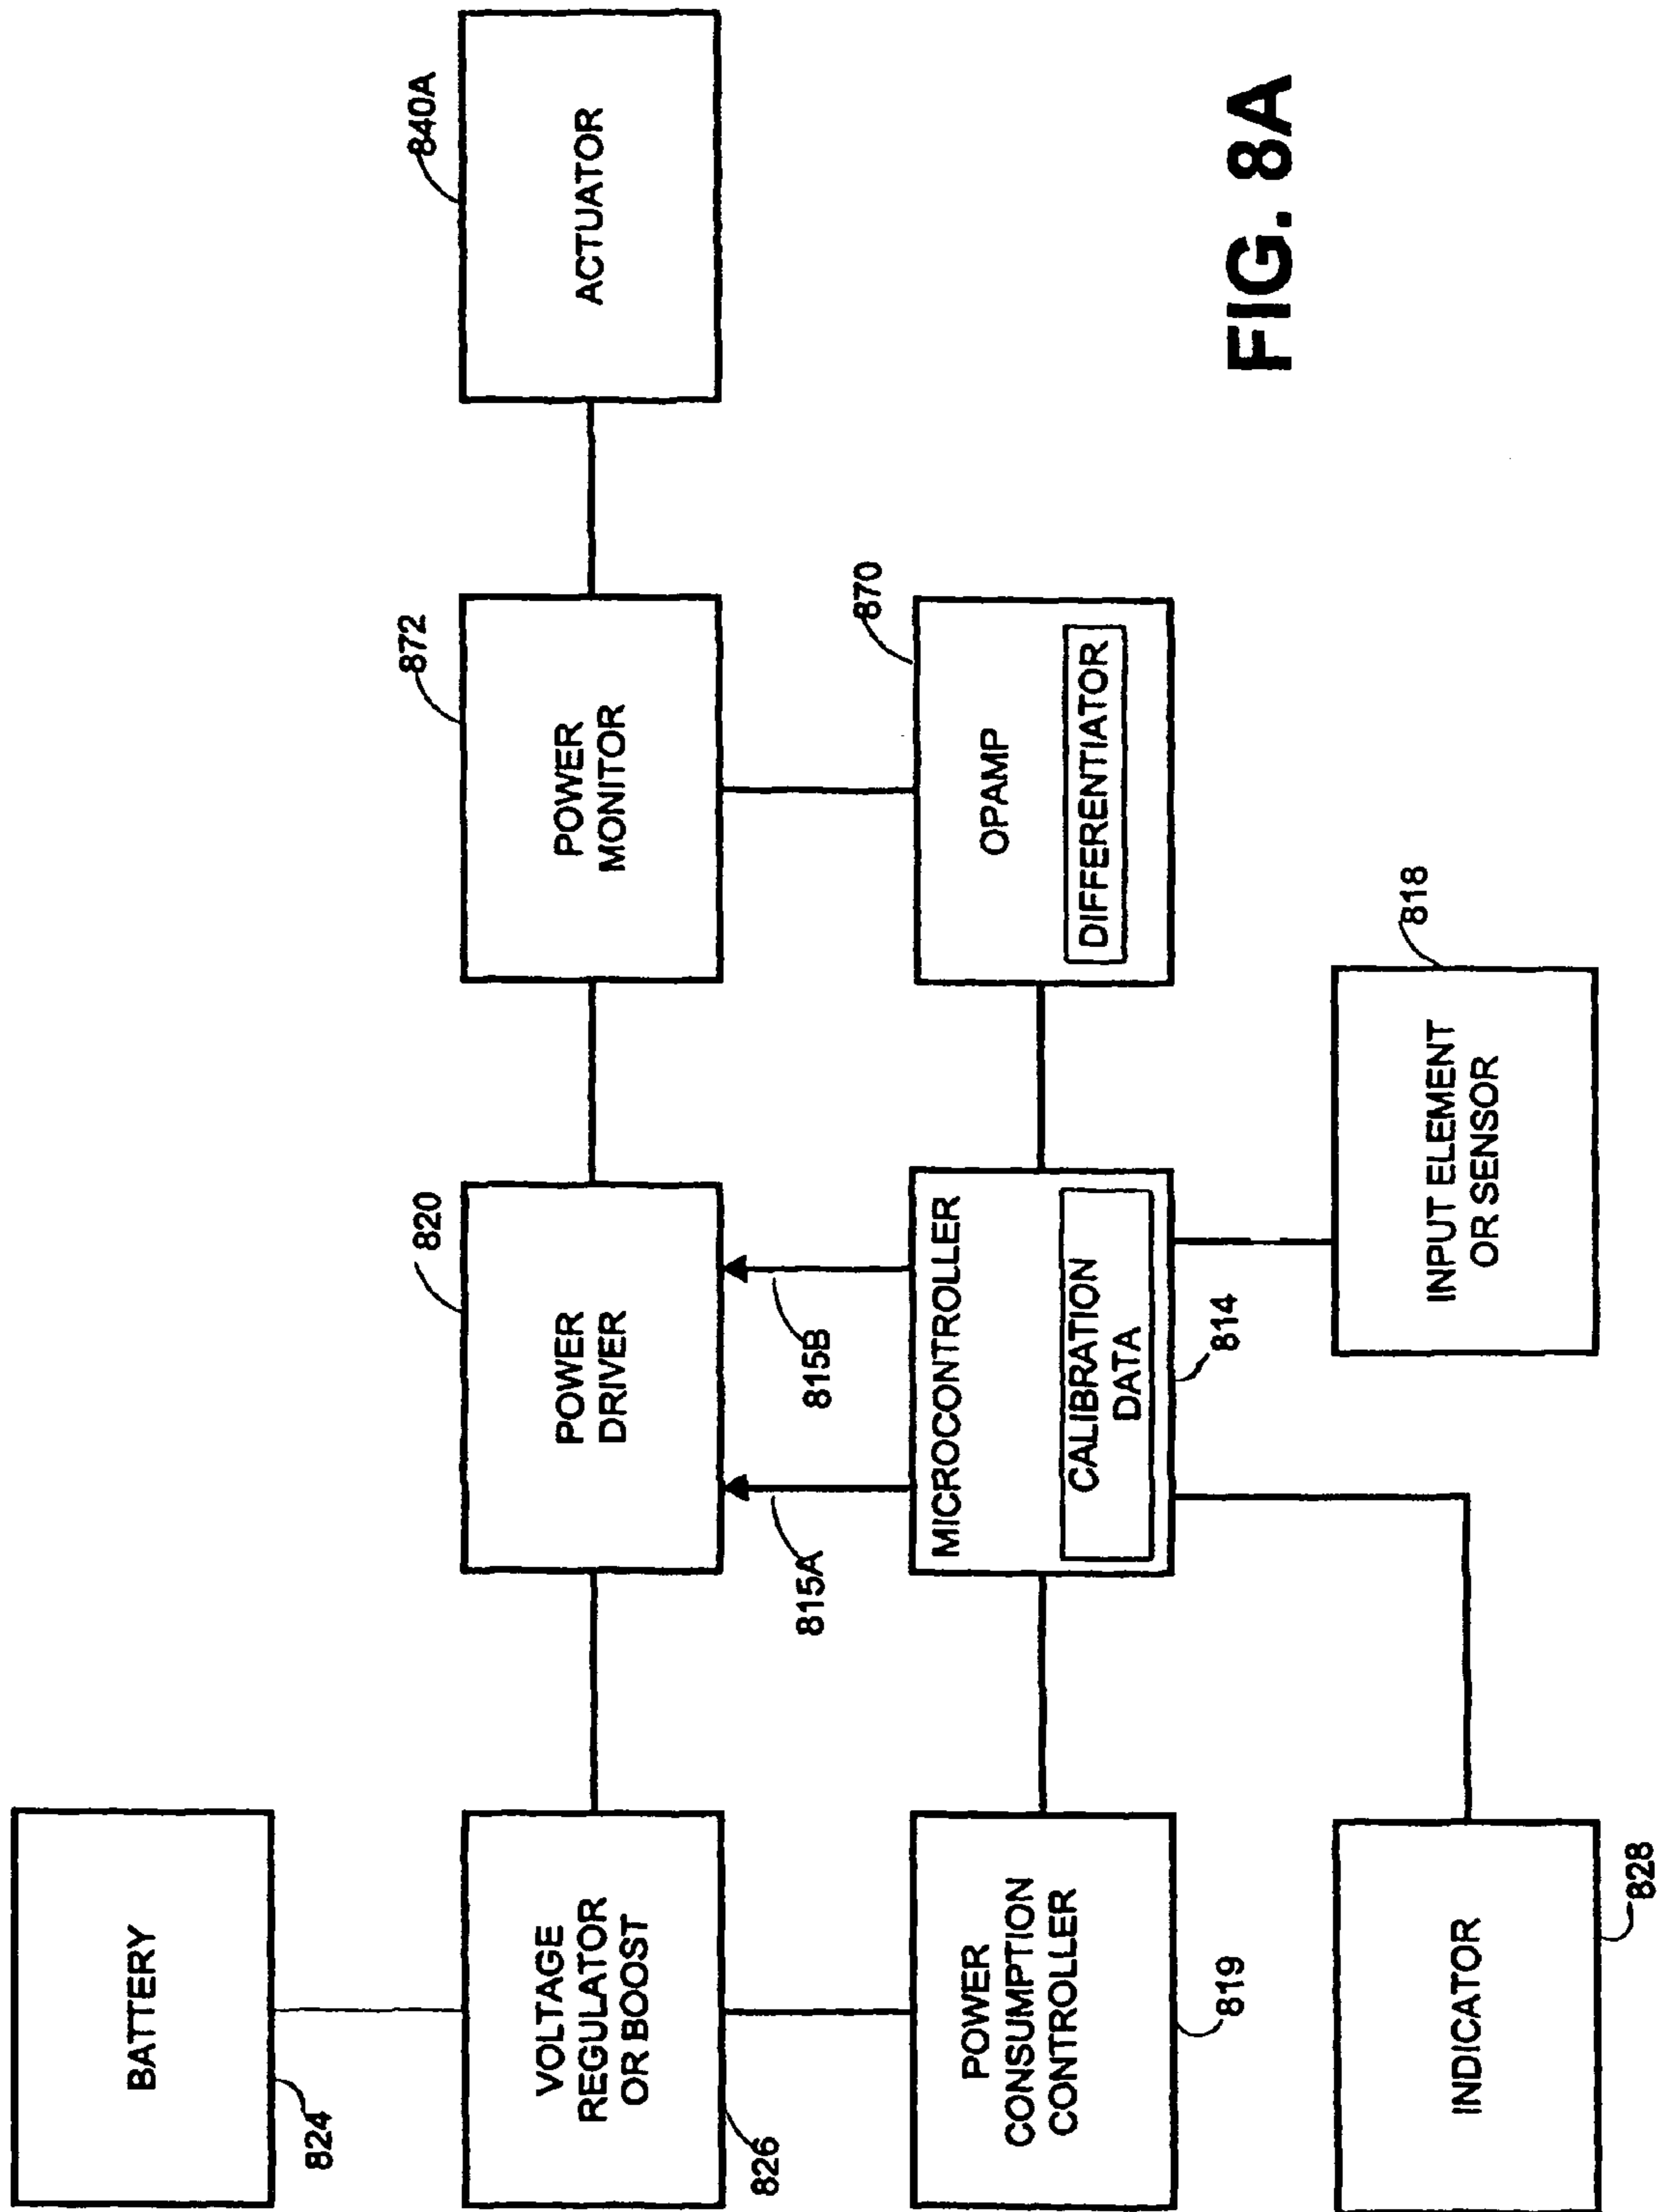 BATTERY
824
820
872
840A
VOLTAGE
REGULATOR
OR BOOST
826
POWER
DRIVER
POWER
MONITOR
ACTUATOR
815A
815B
870
POWER
CONSUMPTION
CONTROLLER
819
MICROCONTROLLER
CALIBRATION
DATA
814
OPAMP
DIFFERENTIATOR
818
INDICATOR
828
INPUT ELEMENT
OR SENSOR
FIG. 8A